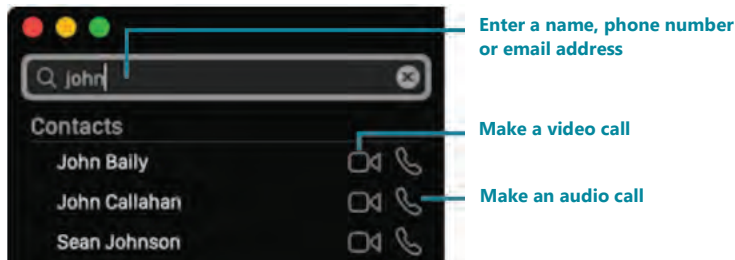 Enter a name, phone number
or email address
john
Contacts
Make a video call
John Baily
John Callahan
Make an audio call
Sean Johnson